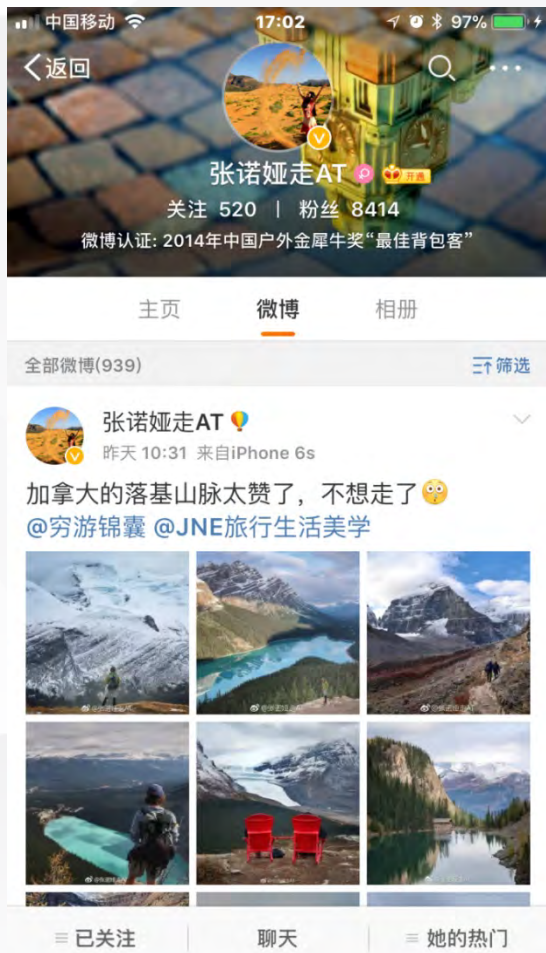 中国移动 17:02 97%
返回
张诺娅走AT 开通
关注 520 | 粉丝 8414
微博认证: 2014年中国户外金犀牛奖“最佳背包客”
主页 微博 相册
全部微博(939) 筛选
张诺娅走AT
昨天 10:31 来自iPhone 6s
加拿大的落基山脉太赞了，不想走了
@穷游锦囊 @JNE旅行生活美学
@张诺娅走AT
已关注 聊天 她的热门